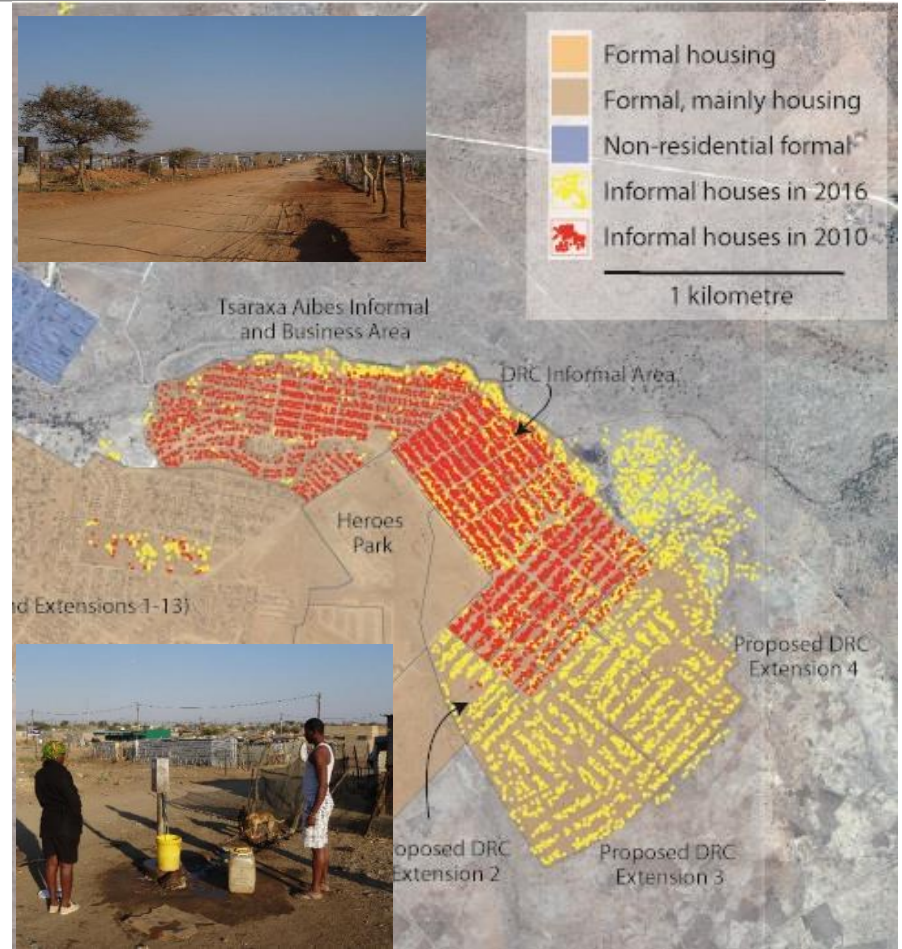 Formal housing
Formal, mainly housing
Non-residential formal
Informal houses in 2016
Informal houses in 2010
1 kilometre
Tsaraxa Aibes Informal
and Business Area
DRC Informal Area
Heroes
Park
nd Extensions 1-13)
Proposed DRC
Extension 4
oposed DRC
Extension 2
Proposed DRC
Extension 3